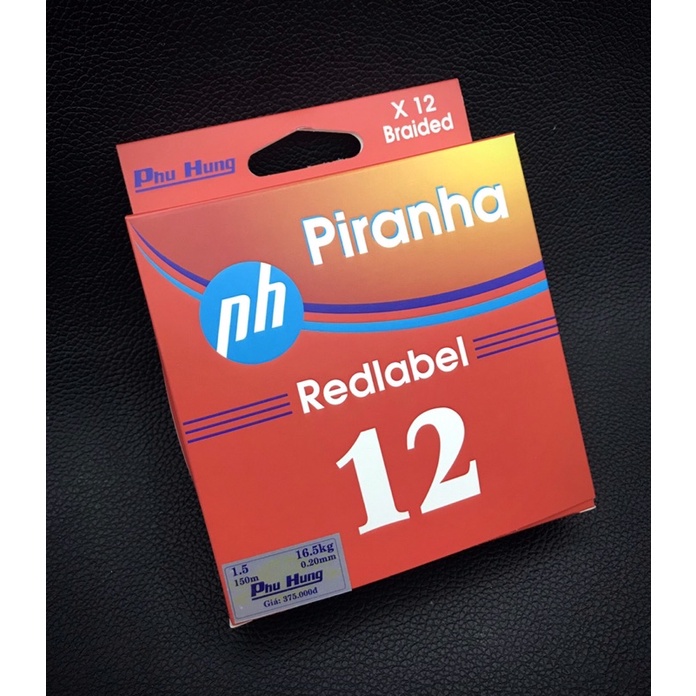 X 12
Braided
Phu Hung
Piranha
ph
Redlabel
12
1.5 16.5kg
150m 0.20mm
Phu Hung
Giá: 375.000đ